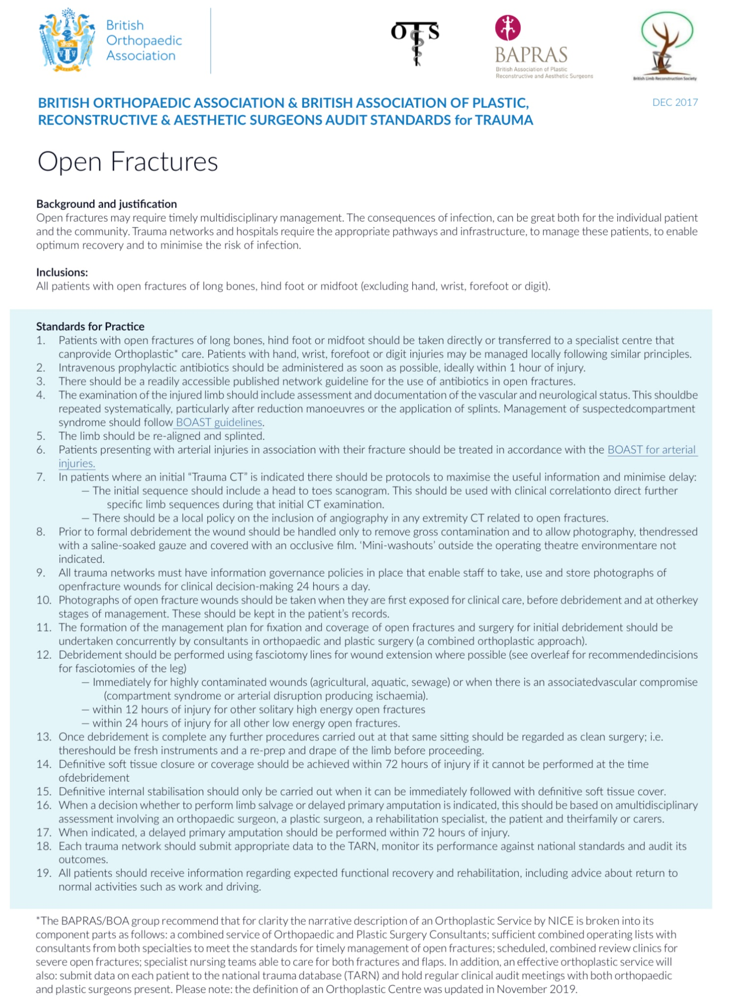 British
Orthopaedic
Association
OTS
BAPRAS
British Association of Plastic
Reconstructive and Aesthetic Surgeons
British Limb Reconstruction Society
BRITISH ORTHOPAEDIC ASSOCIATION & BRITISH ASSOCIATION OF PLASTIC,
RECONSTRUCTIVE & AESTHETIC SURGEONS AUDIT STANDARDS for TRAUMA
DEC 2017
Open Fractures
Background and justification
Open fractures may require timely multidisciplinary management. The consequences of infection, can be great both for the individual patient
and the community. Trauma networks and hospitals require the appropriate pathways and infrastructure, to manage these patients, to enable
optimum recovery and to minimise the risk of infection.
Inclusions:
All patients with open fractures of long bones, hind foot or midfoot (excluding hand, wrist, forefoot or digit).
Standards for Practice
1. Patients with open fractures of long bones, hind foot or midfoot should be taken directly or transferred to a specialist centre that
canprovide Orthoplastic* care. Patients with hand, wrist, forefoot or digit injuries may be managed locally following similar principles.
2. Intravenous prophylactic antibiotics should be administered as soon as possible, ideally within 1 hour of injury.
3. There should be a readily accessible published network guideline for the use of antibiotics in open fractures.
4. The examination of the injured limb should include assessment and documentation of the vascular and neurological status. This shouldbe
repeated systematically, particularly after reduction manoeuvres or the application of splints. Management of suspectedcompartment
syndrome should follow BOAST guidelines.
5. The limb should be re-aligned and splinted.
6. Patients presenting with arterial injuries in association with their fracture should be treated in accordance with the BOAST for arterial
injuries.
7. In patients where an initial “Trauma CT” is indicated there should be protocols to maximise the useful information and minimise delay:
— The initial sequence should include a head to toes scanogram. This should be used with clinical correlationto direct further
specific limb sequences during that initial CT examination.
— There should be a local policy on the inclusion of angiography in any extremity CT related to open fractures.
8. Prior to formal debridement the wound should be handled only to remove gross contamination and to allow photography, thendressed
with a saline-soaked gauze and covered with an occlusive film. ‘Mini-washouts’ outside the operating theatre environmentare not
indicated.
9. All trauma networks must have information governance policies in place that enable staff to take, use and store photographs of
openfracture wounds for clinical decision-making 24 hours a day.
10. Photographs of open fracture wounds should be taken when they are first exposed for clinical care, before debridement and at otherkey
stages of management. These should be kept in the patient’s records.
11. The formation of the management plan for fixation and coverage of open fractures and surgery for initial debridement should be
undertaken concurrently by consultants in orthopaedic and plastic surgery (a combined orthoplastic approach).
12. Debridement should be performed using fasciotomy lines for wound extension where possible (see overleaf for recommendedincisions
for fasciotomies of the leg)
— Immediately for highly contaminated wounds (agricultural, aquatic, sewage) or when there is an associatedvascular compromise
(compartment syndrome or arterial disruption producing ischaemia).
— within 12 hours of injury for other solitary high energy open fractures
— within 24 hours of injury for all other low energy open fractures.
13. Once debridement is complete any further procedures carried out at that same sitting should be regarded as clean surgery; i.e.
thereshould be fresh instruments and a re-prep and drape of the limb before proceeding.
14. Definitive soft tissue closure or coverage should be achieved within 72 hours of injury if it cannot be performed at the time
ofdebridement
15. Definitive internal stabilisation should only be carried out when it can be immediately followed with definitive soft tissue cover.
16. When a decision whether to perform limb salvage or delayed primary amputation is indicated, this should be based on amultidisciplinary
assessment involving an orthopaedic surgeon, a plastic surgeon, a rehabilitation specialist, the patient and theirfamily or carers.
17. When indicated, a delayed primary amputation should be performed within 72 hours of injury.
18. Each trauma network should submit appropriate data to the TARN, monitor its performance against national standards and audit its
outcomes.
19. All patients should receive information regarding expected functional recovery and rehabilitation, including advice about return to
normal activities such as work and driving.
*The BAPRAS/BOA group recommend that for clarity the narrative description of an Orthoplastic Service by NICE is broken into its
component parts as follows: a combined service of Orthopaedic and Plastic Surgery Consultants; sufficient combined operating lists with
consultants from both specialties to meet the standards for timely management of open fractures; scheduled, combined review clinics for
severe open fractures; specialist nursing teams able to care for both fractures and flaps. In addition, an effective orthoplastic service will
also: submit data on each patient to the national trauma database (TARN) and hold regular clinical audit meetings with both orthopaedic
and plastic surgeons present. Please note: the definition of an Orthoplastic Centre was updated in November 2019.